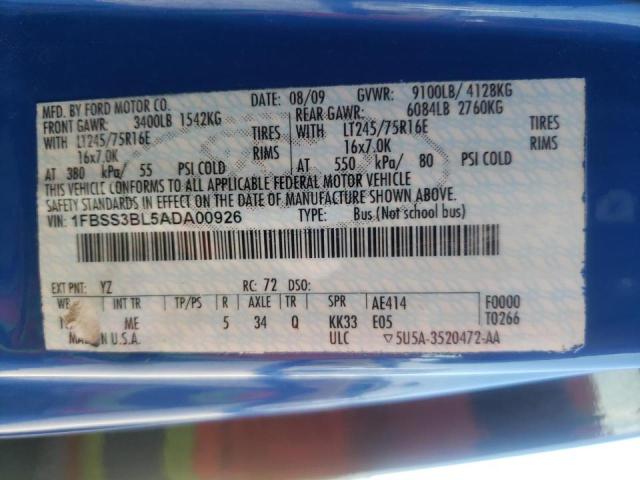 MFD. BY FORD MOTOR CO.
DATE: 08/09 GVWR: 9100LB/ 4128KG
FRONT GAWR: 3400LB 1542KG
REAR GAWR: 6084LB 2760KG
WITH LT245/75R16E TIRES
WITH LT245/75R16E TIRES
16x7.0K RIMS
16x7.0K RIMS
AT 380 kPa/ 55 PSI COLD
AT 550 kPa/ 80 PSI COLD
THIS VEHICLE CONFORMS TO ALL APPLICABLE FEDERAL MOTOR VEHICLE
SAFETY STANDARDS IN EFFECT ON THE DATE OF MANUFACTURE SHOWN ABOVE.
VIN: 1FBSS3BL5ADA00926 TYPE: Bus(Not school bus)
EXT PNT: YZ RC: 72 DSO:
WB INT TR TP/PS R AXLE TR SPR AE414 F0000
ME 5 34 Q KK33 E05 T0266
MADE IN U.S.A. ULC ▽5U5A-3520472-AA